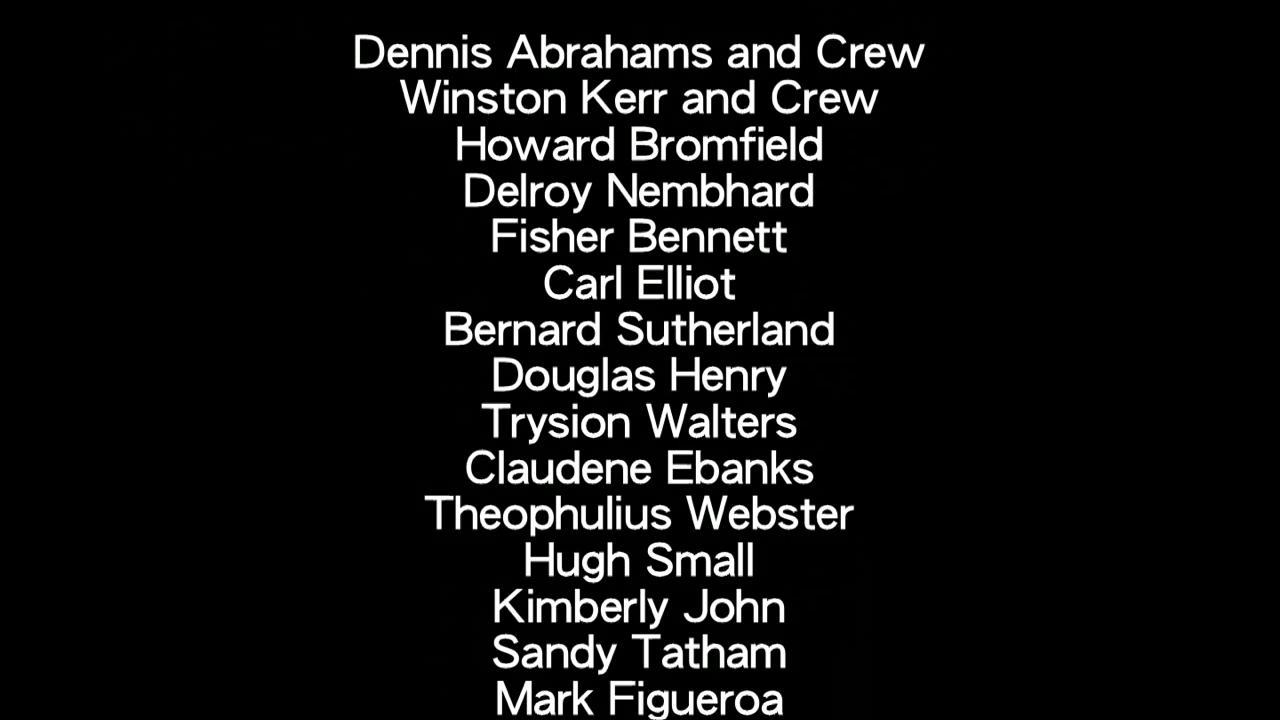 Dennis Abrahams and Crew
Winston Kerr and Crew
Howard Bromfield
Delroy Nembhard
Fisher Bennett
Carl Elliot
Bernard Sutherland
Douglas Henry
Trysion Walters
Claudene Ebanks
Theophulius Webster
Hugh Small
Kimberly John
Sandy Tatham
Mark Figueroa